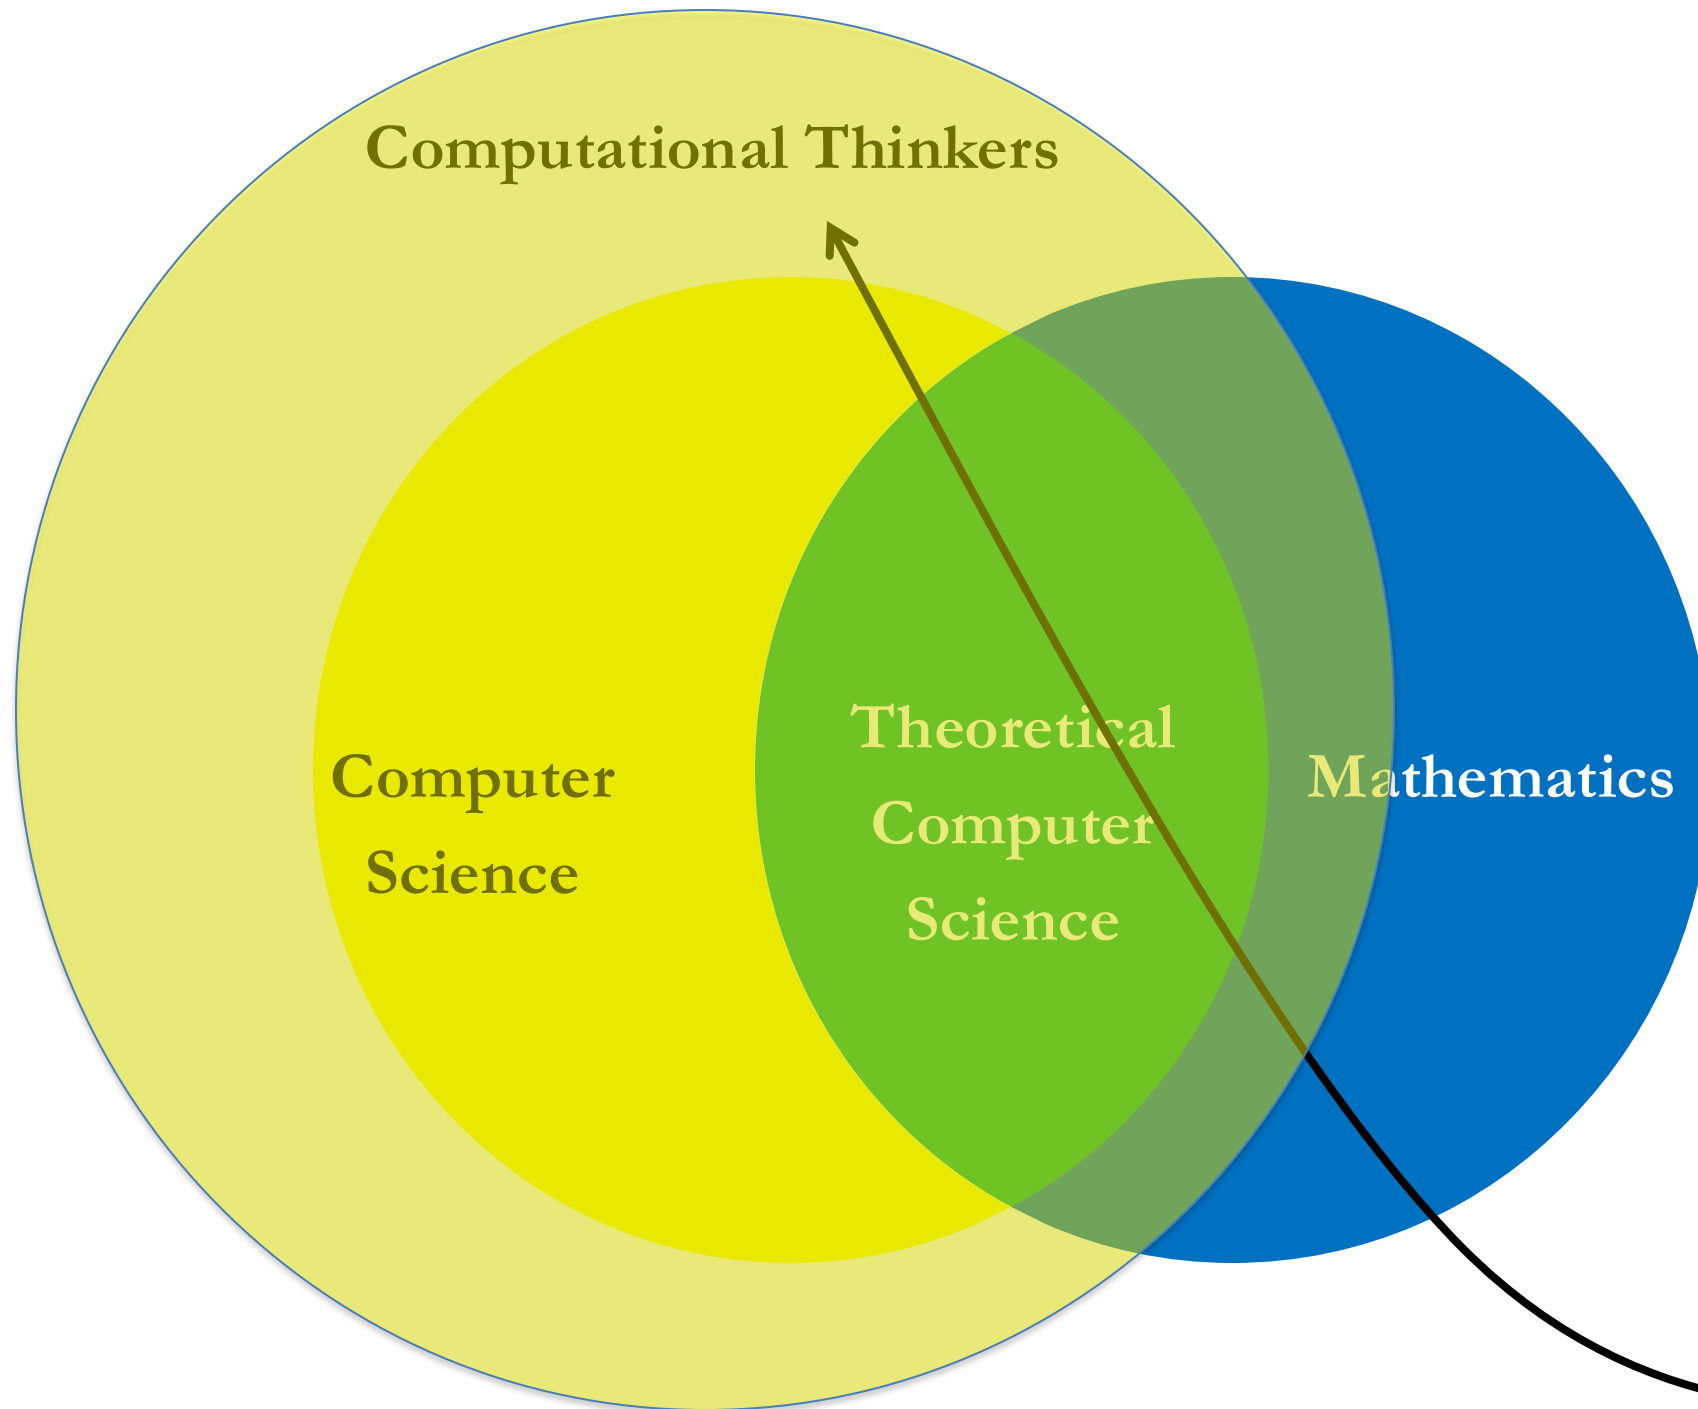 Computational Thinkers
Computer
Science
Theoretical
Computer
Science
Mathematics